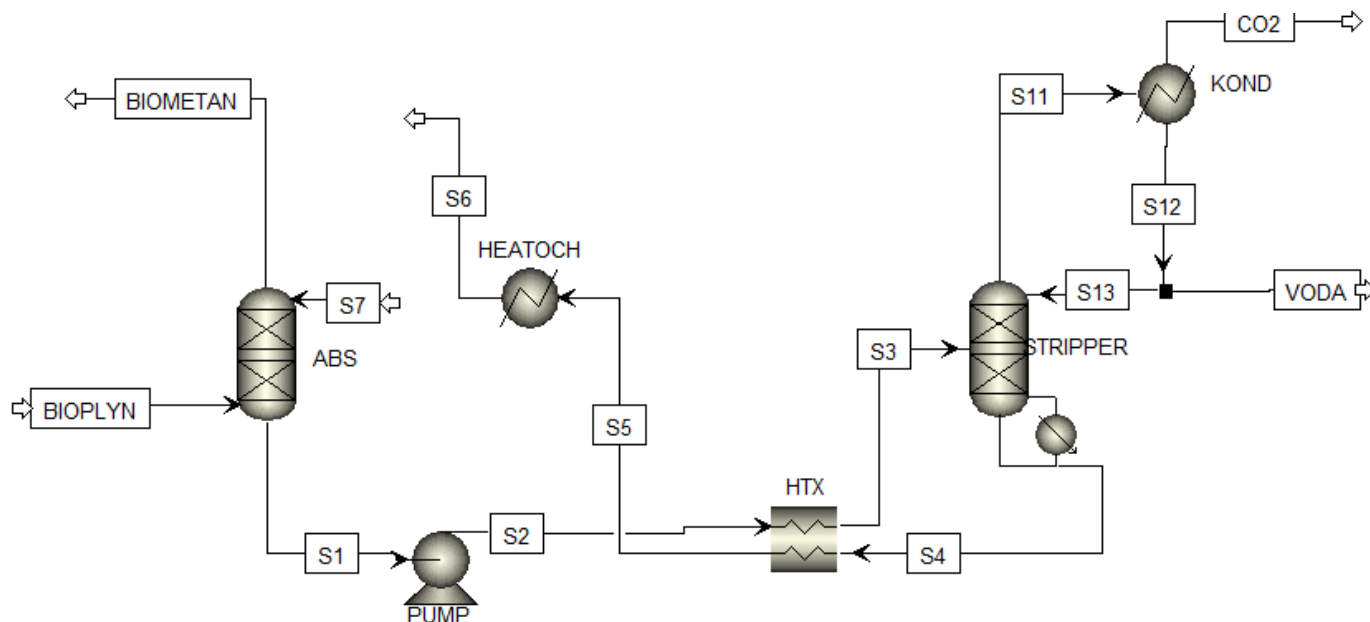 CO2
KOND
S11
BIOMETAN
S6
S12
HEATOCH
S7
S13
VODA
ABS
S3
STRIPPER
BIOPLYN
S5
HTX
S2
S1
S4
PUMP